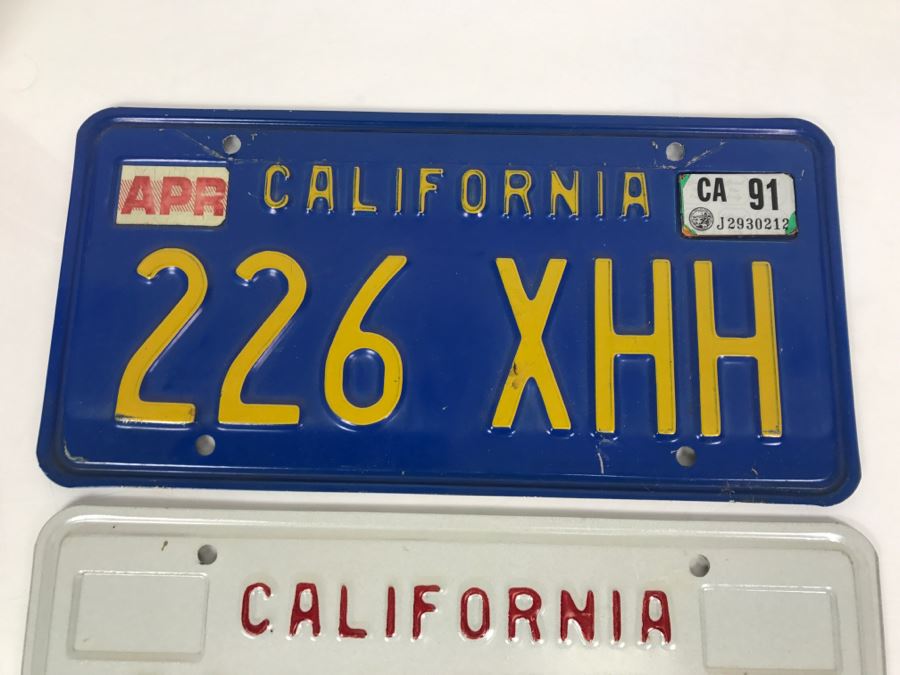 APR CALIFORNIA CA 91
J2930212
226 XHH
CALIFORNIA